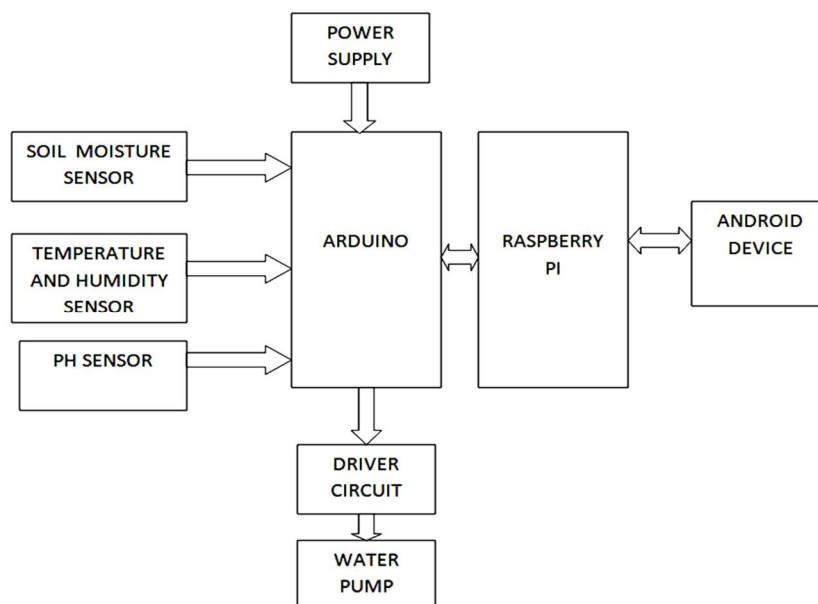 POWER
SUPPLY
SOIL MOISTURE
SENSOR
TEMPERATURE
AND HUMIDITY
SENSOR
PH SENSOR
ARDUINO
RASPBERRY
PI
ANDROID
DEVICE
DRIVER
CIRCUIT
WATER
PUMP